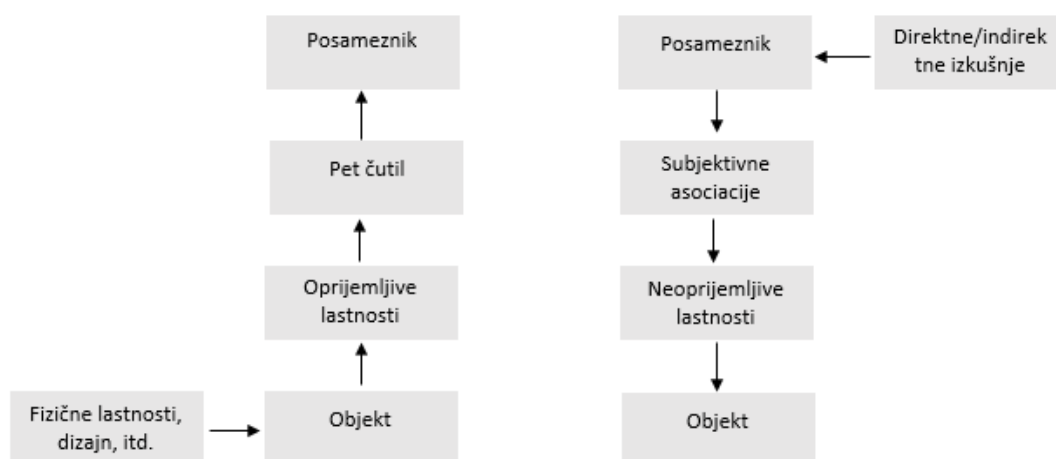 Posameznik
Pet čutil
Oprijemljive
lastnosti
Fizične lastnosti,
dizajn, itd.
Objekt
Posameznik
Direktne/indirek
tne izkušnje
Subjektivne
asociacije
Neoprijemljive
lastnosti
Objekt